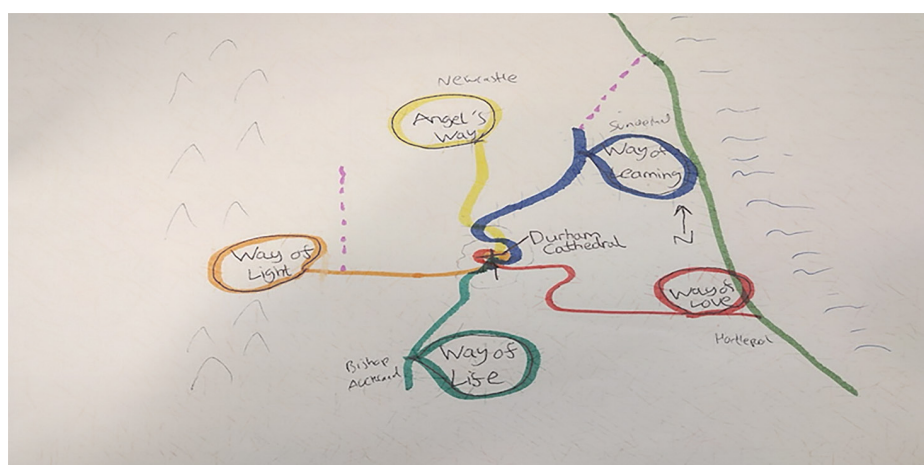 Newcastle
Angel's
Way
Sunderland
Way of
Learning
N
Durham
Cathedral
Way of
Light
Way of
Love
Hartlepool
Bishop
Auckland
Way of
Life